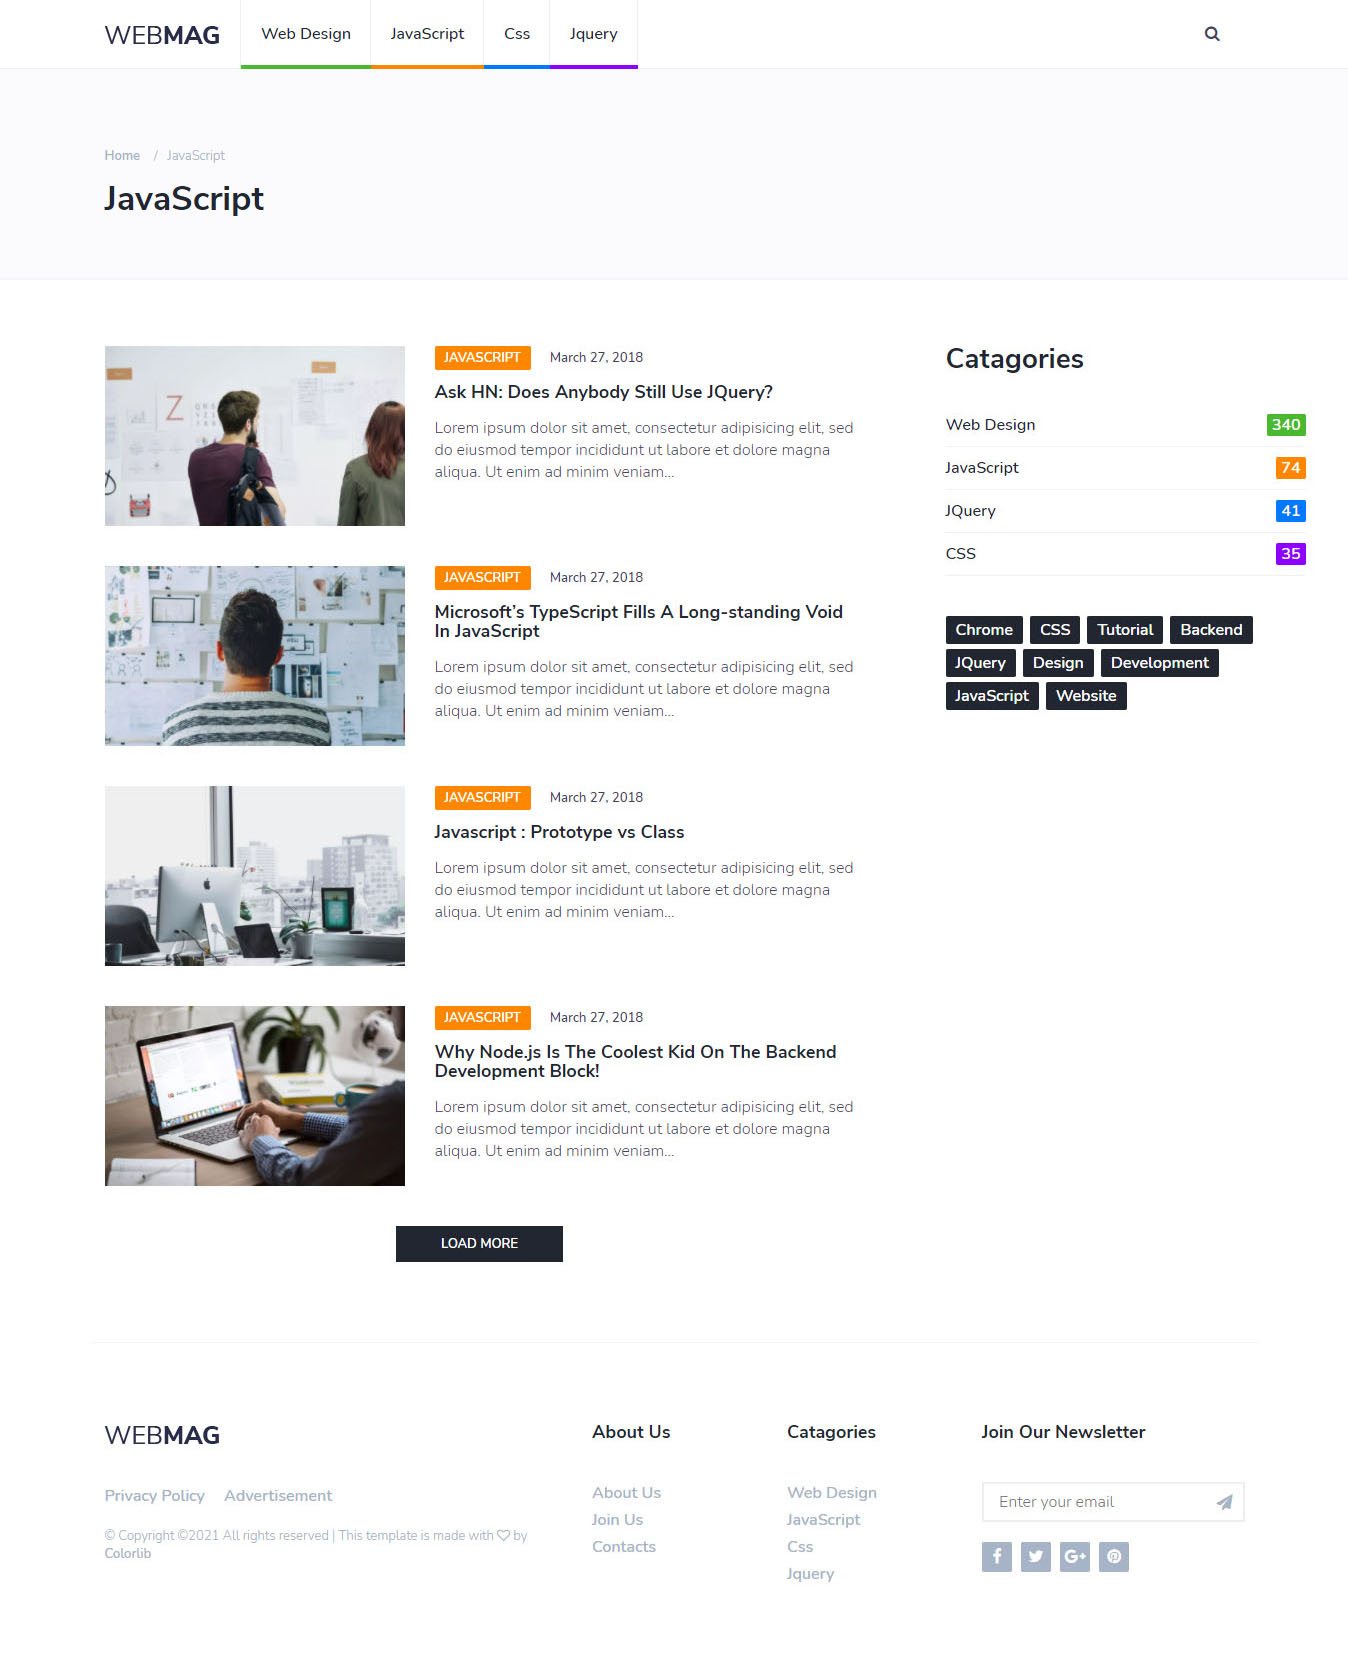 WEBMAG
Web Design
JavaScript
Css
Jquery
Home / JavaScript
JavaScript
JAVASCRIPT March 27, 2018
Ask HN: Does Anybody Still Use JQuery?
Lorem ipsum dolor sit amet, consectetur adipisicing elit, sed
do eiusmod tempor incididunt ut labore et dolore magna
aliqua. Ut enim ad minim veniam...
JAVASCRIPT March 27, 2018
Microsoft's TypeScript Fills A Long-standing Void
In JavaScript
Lorem ipsum dolor sit amet, consectetur adipisicing elit, sed
do eiusmod tempor incididunt ut labore et dolore magna
aliqua. Ut enim ad minim veniam...
JAVASCRIPT March 27, 2018
Javascript : Prototype vs Class
Lorem ipsum dolor sit amet, consectetur adipisicing elit, sed
do eiusmod tempor incididunt ut labore et dolore magna
aliqua. Ut enim ad minim veniam...
JAVASCRIPT March 27, 2018
Why Node.js Is The Coolest Kid On The Backend
Development Block!
Lorem ipsum dolor sit amet, consectetur adipisicing elit, sed
do eiusmod tempor incididunt ut labore et dolore magna
aliqua. Ut enim ad minim veniam...
LOAD MORE
Catagories
Web Design 340
JavaScript 74
JQuery 41
CSS 35
Chrome CSS Tutorial Backend
JQuery Design Development
JavaScript Website
WEBMAG
Privacy Policy Advertisement
© Copyright ©2021 All rights reserved | This template is made with ♡ by
Colorlib
About Us
About Us
Join Us
Contacts
Catagories
Web Design
JavaScript
Css
Jquery
Join Our Newsletter
Enter your email